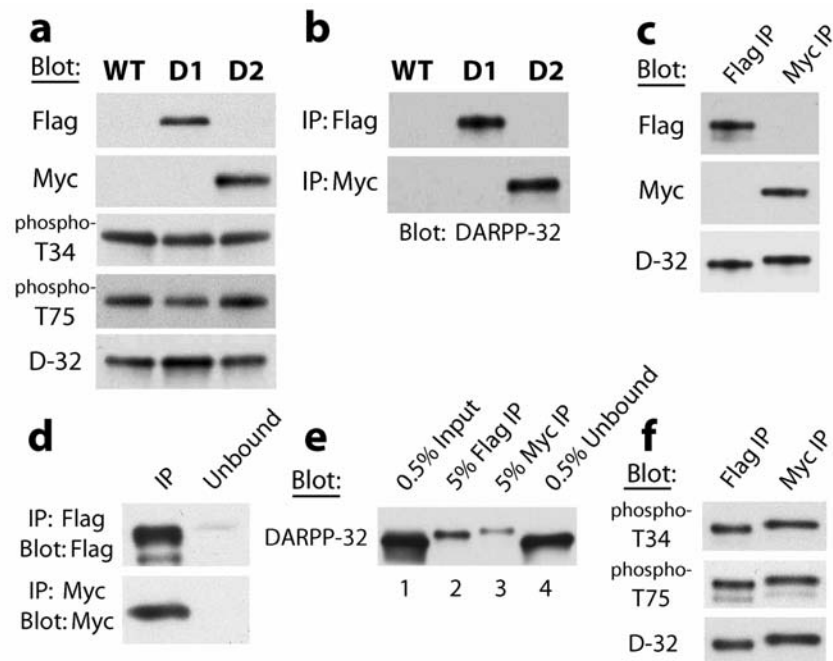 a
Blot: WT D1 D2
Flag
Myc
phospho-
T34
phospho-
T75
D-32
b
WT D1 D2
IP: Flag
IP: Myc
Blot: DARPP-32
c
Blot: Flag IP Myc IP
Flag
Myc
D-32
d
IP Unbound
IP: Flag
Blot: Flag
IP: Myc
Blot: Myc
e
Blot: 0.5% Input 5% Flag IP 5% Myc IP 0.5% Unbound
DARPP-32
1 2 3 4
f
Blot: Flag IP Myc IP
phospho-
T34
phospho-
T75
D-32